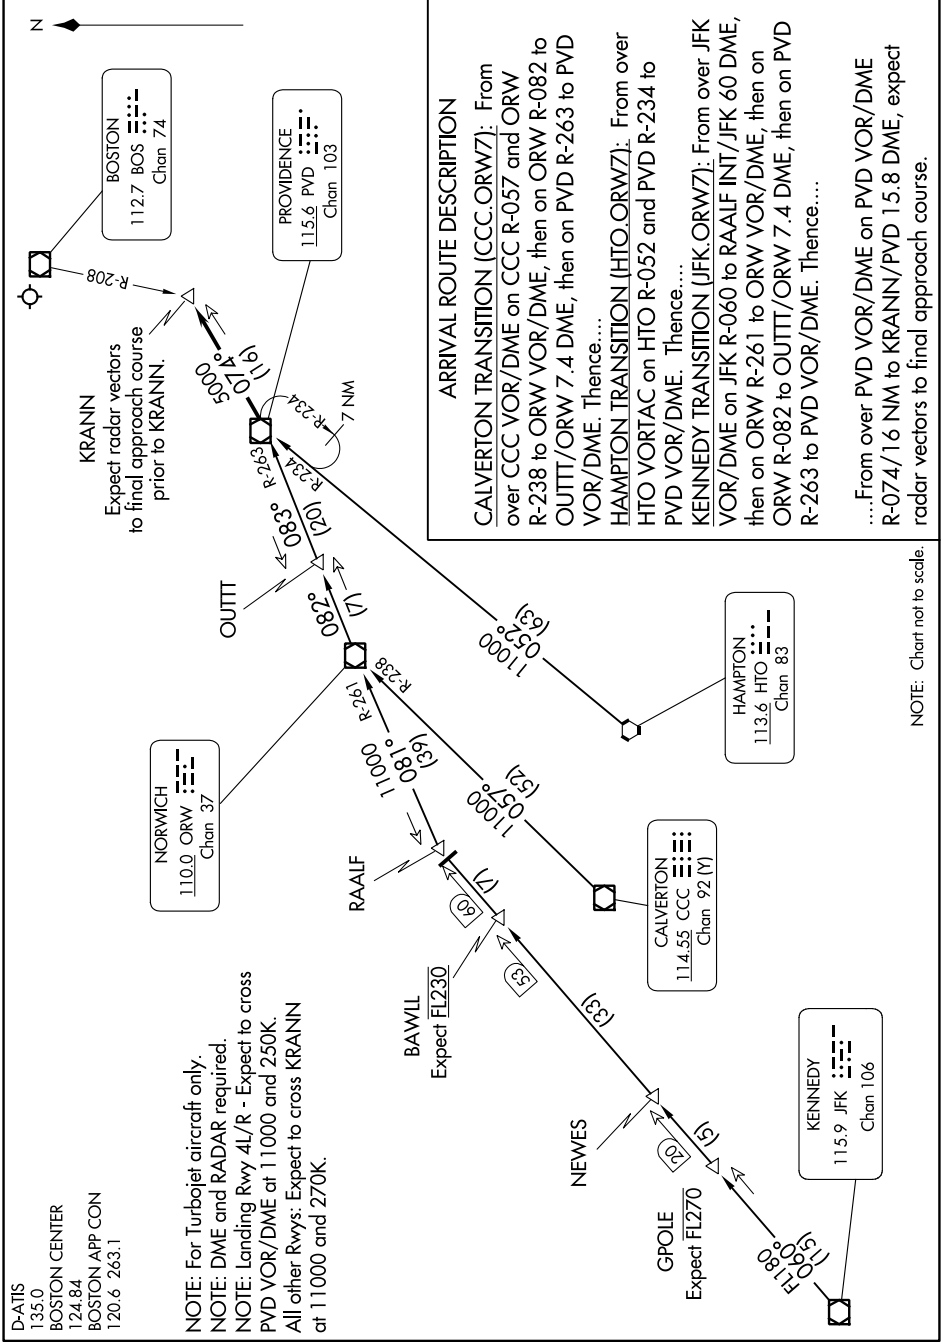 D-ATIS
135.0
BOSTON CENTER
124.84
BOSTON APP CON
120.6 263.1
NOTE: For Turbojet aircraft only.
NOTE: DME and RADAR required.
NOTE: Landing Rwy 4L/R - Expect to cross
PVD VOR/DME at 11000 and 250K.
All other Rwys: Expect to cross KRANN
at 11000 and 270K.
N
BOSTON
112.7 BOS
Chan 74
R-208
PROVIDENCE
115.6 PVD
Chan 103
KRANN
Expect radar vectors
to final approach course
prior to KRANN.
5000
074°
(16)
R-234
7 NM
R-263
R-234
083°
(20)
OUTTT
082°
(7)
NORWICH
110.0 ORW
Chan 37
R-261
R-238
11000
081°
(39)
RAALF
11000
057°
(52)
11000
052°
(63)
HAMPTON
113.6 HTO
Chan 83
CALVERTON
114.55 CCC
Chan 92 (Y)
60
(7)
BAWLL
Expect FL230
53
(33)
NEWES
20
(5)
GPOLE
Expect FL270
FL180
060°
(15)
KENNEDY
115.9 JFK
Chan 106
ARRIVAL ROUTE DESCRIPTION
CALVERTON TRANSITION (CCC.ORW7): From
over CCC VOR/DME on CCC R-057 and ORW
R-238 to ORW VOR/DME, then on ORW R-082 to
OUTTT/ORW 7.4 DME, then on PVD R-263 to PVD
VOR/DME. Thence....
HAMPTON TRANSITION (HTO.ORW7): From over
HTO VORTAC on HTO R-052 and PVD R-234 to
PVD VOR/DME. Thence....
KENNEDY TRANSITION (JFK.ORW7): From over JFK
VOR/DME on JFK R-060 to RAALF INT/JFK 60 DME,
then on ORW R-261 to ORW VOR/DME, then on
ORW R-082 to OUTTT/ORW 7.4 DME, then on PVD
R-263 to PVD VOR/DME. Thence....
....From over PVD VOR/DME on PVD VOR/DME
R-074/16 NM to KRANN/PVD 15.8 DME, expect
radar vectors to final approach course.
NOTE: Chart not to scale.